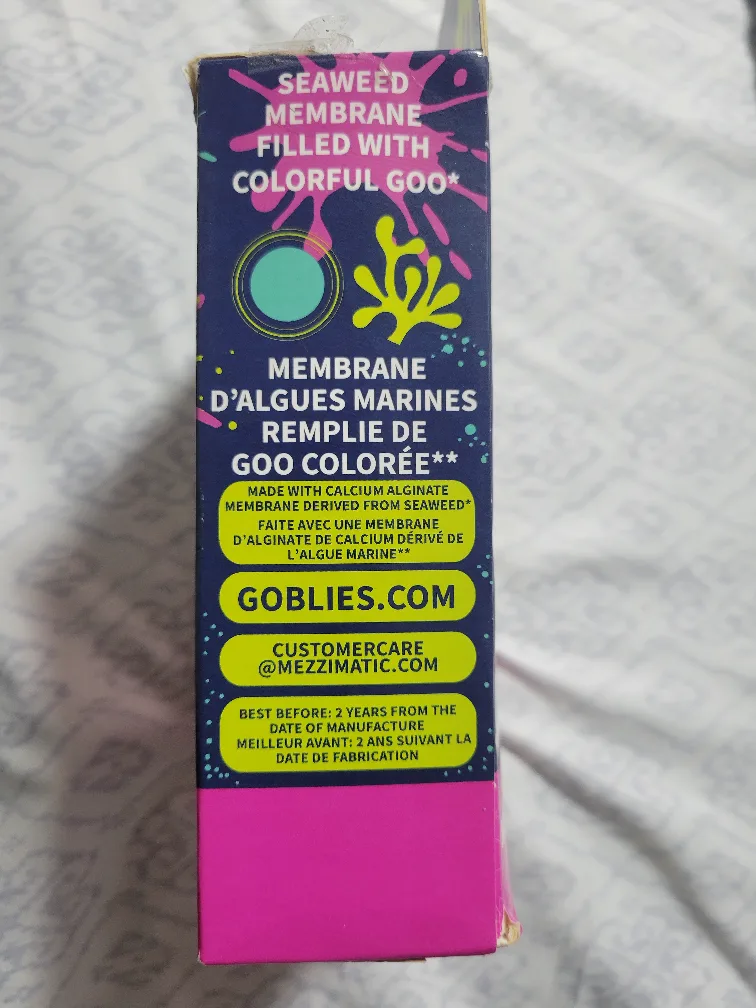 SEAWEED
MEMBRANE
FILLED WITH
COLORFUL GOO*
MEMBRANE
D'ALGUES MARINES
REMPLIE DE
GOO COLORÉE**
MADE WITH CALCIUM ALGINATE
MEMBRANE DERIVED FROM SEAWEED*
FAITE AVEC UNE MEMBRANE
D'ALGINATE DE CALCIUM DÉRIVÉ DE
L'ALGUE MARINE**
GOBLIES.COM
CUSTOMERCARE
@MEZZIMATIC.COM
BEST BEFORE: 2 YEARS FROM THE
DATE OF MANUFACTURE
MEILLEUR AVANT: 2 ANS SUIVANT LA
DATE DE FABRICATION